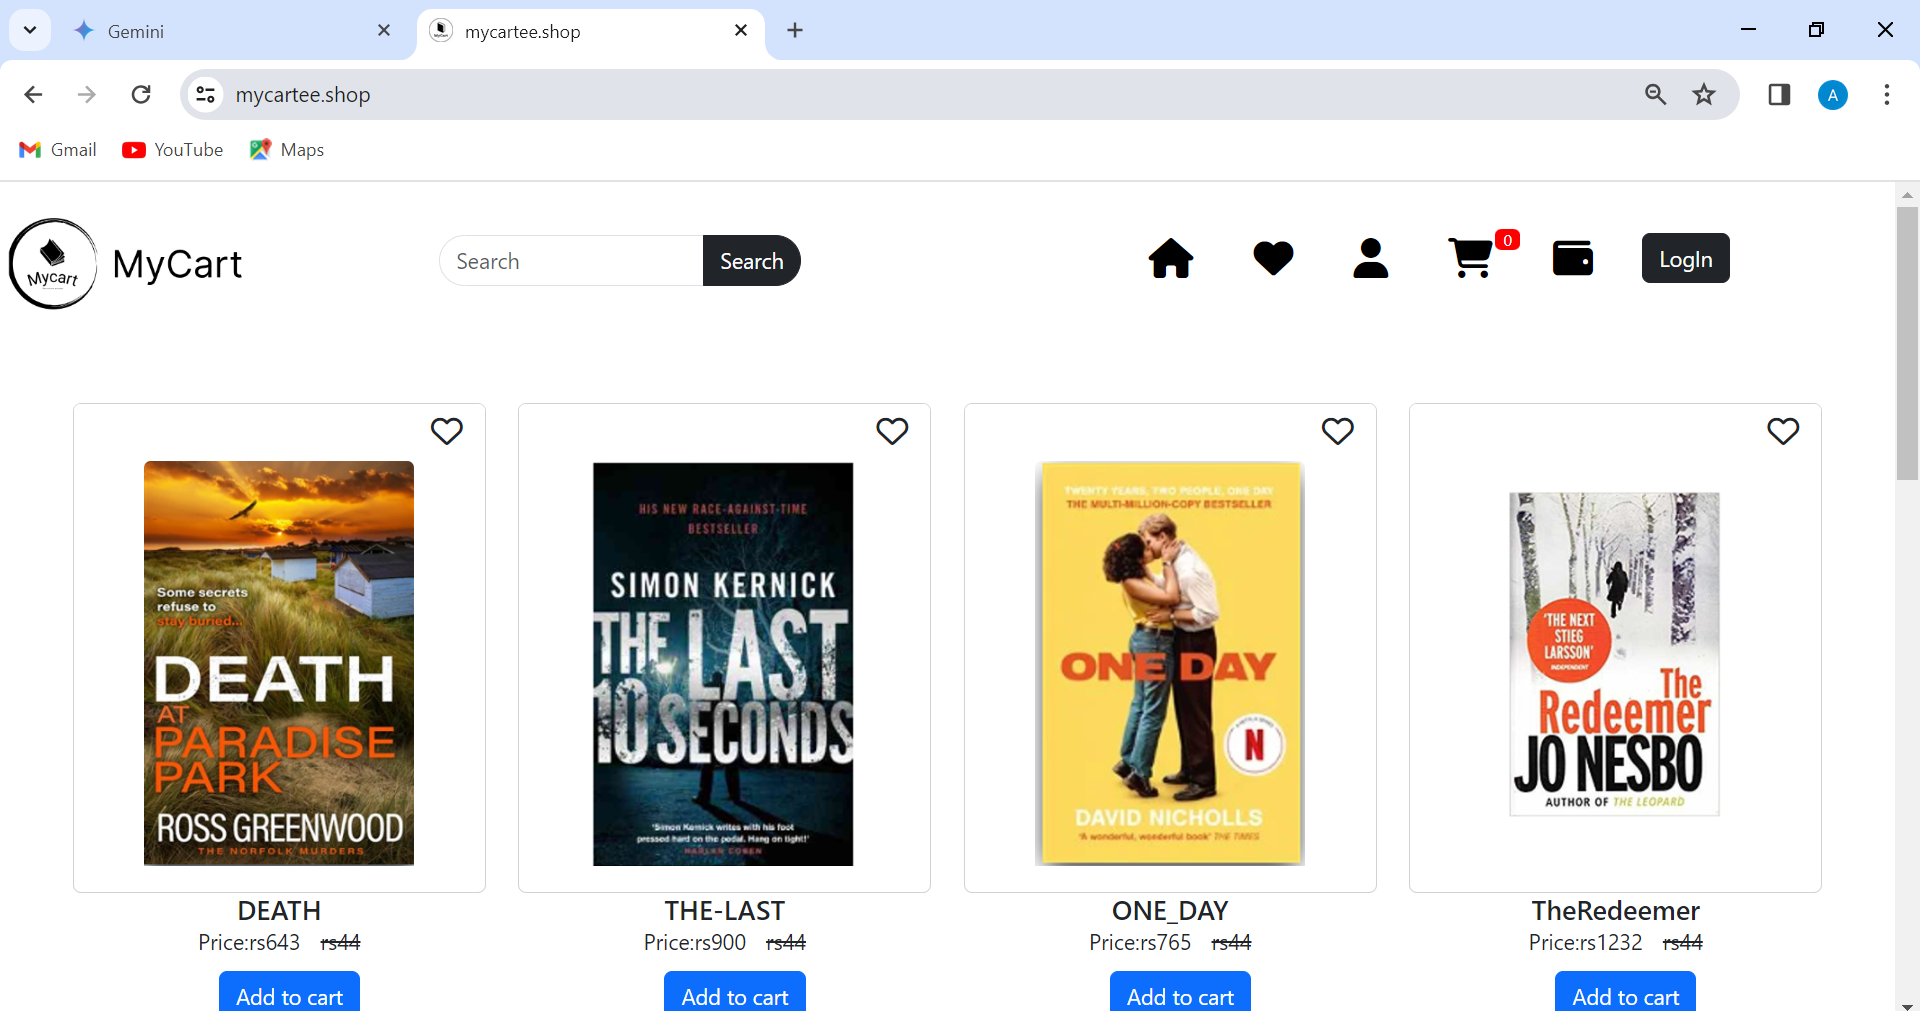 Gemini
mycartee.shop
mycartee.shop
A
Gmail
YouTube
Maps
Mycart
MyCart
Search
Search
0
LogIn
Some secrets
refuse to
stay buried...
DEATH
AT
PARADISE
PARK
ROSS GREENWOOD
THE NORFOLK MURDERS
DEATH
Price:rs643 rs44
Add to cart
HIS NEW RACE-AGAINST-TIME
BESTSELLER
SIMON KERNICK
THE LAST
10 SECONDS
'Simon Kernick writes with his foot
pressed hard on the pedal. Hang on tight!'
HARLAN COBEN
THE-LAST
Price:rs900 rs44
Add to cart
TWENTY YEARS, TWO PEOPLE, ONE DAY
THE MULTI-MILLION-COPY BESTSELLER
ONE DAY
N
DAVID NICHOLLS
'A wonderful, wonderful book' THE TIMES
ONE_DAY
Price:rs765 rs44
Add to cart
'THE NEXT
STIEG
LARSSON'
INDEPENDENT
The
Redeemer
JO NESBO
AUTHOR OF THE LEOPARD
TheRedeemer
Price:rs1232 rs44
Add to cart